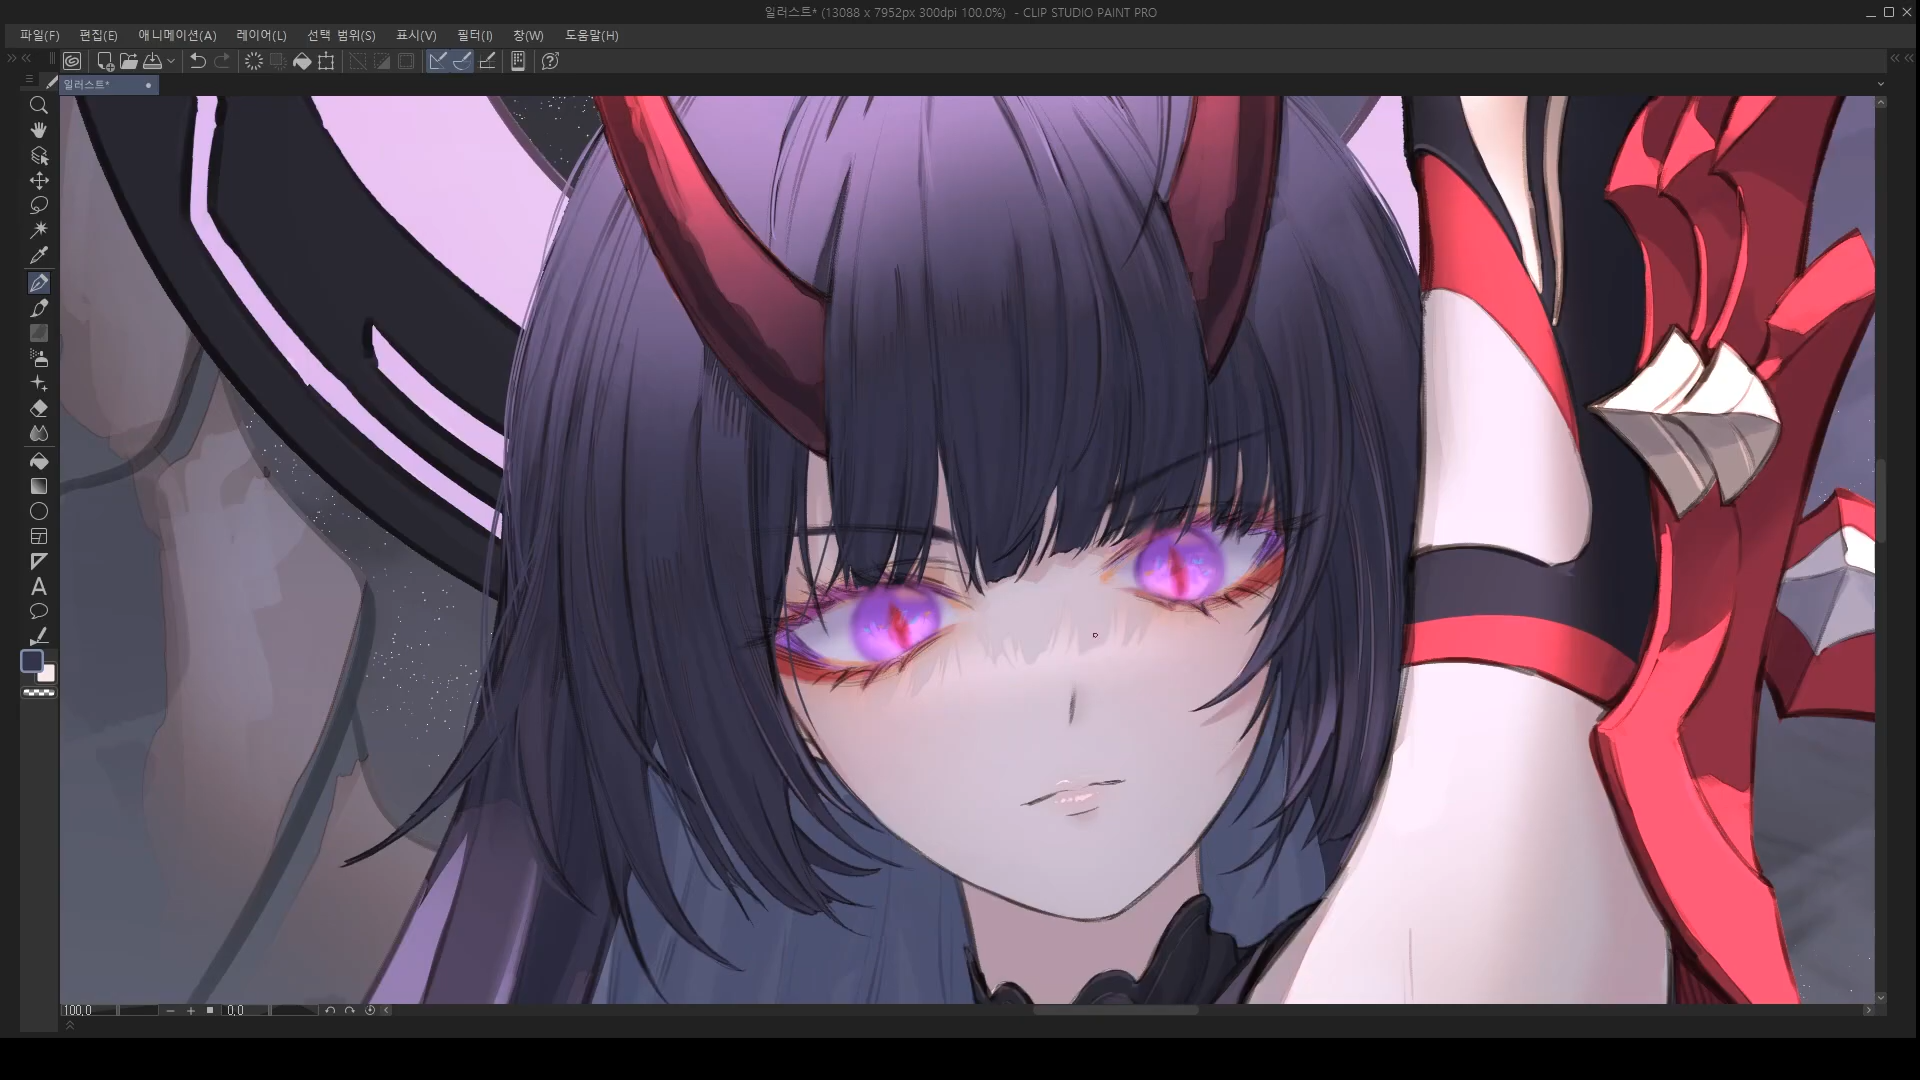 일러스트* (13088 x 7952px 300dpi 100.0%) - CLIP STUDIO PAINT PRO
파일(F) 편집(E) 애니메이션(A) 레이어(L) 선택 범위(S) 표시(V) 필터(I) 창(W) 도움말(H)
일러스트*
100.0 0.0